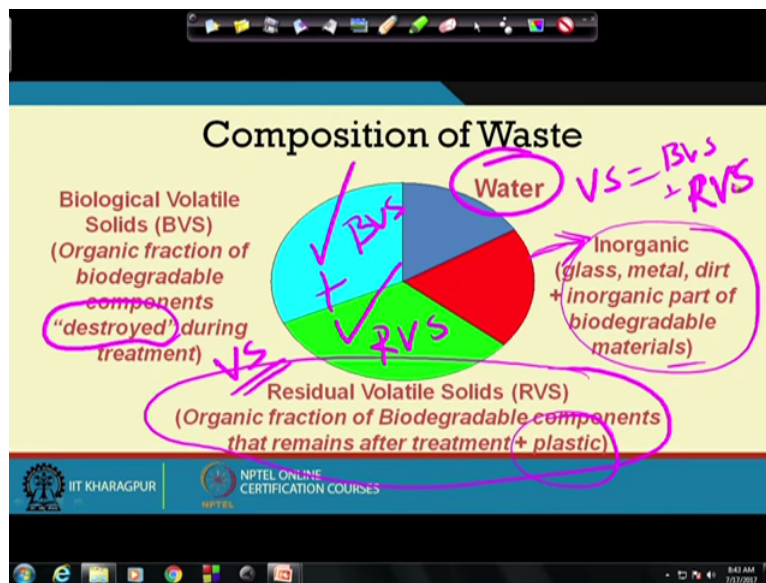 Composition of Waste
Biological Volatile
Solids (BVS)
(Organic fraction of
biodegradable
components
“destroyed” during
treatment)
Water
VS = BVS
+ RVS
BVS
+
RVS
Inorganic
(glass, metal, dirt
+ inorganic part of
biodegradable
materials)
VS
Residual Volatile Solids (RVS)
(Organic fraction of Biodegradable components
that remains after treatment + plastic)
IIT KHARAGPUR
NPTEL
NPTEL ONLINE
CERTIFICATION COURSES
8:43 AM
7/17/2017